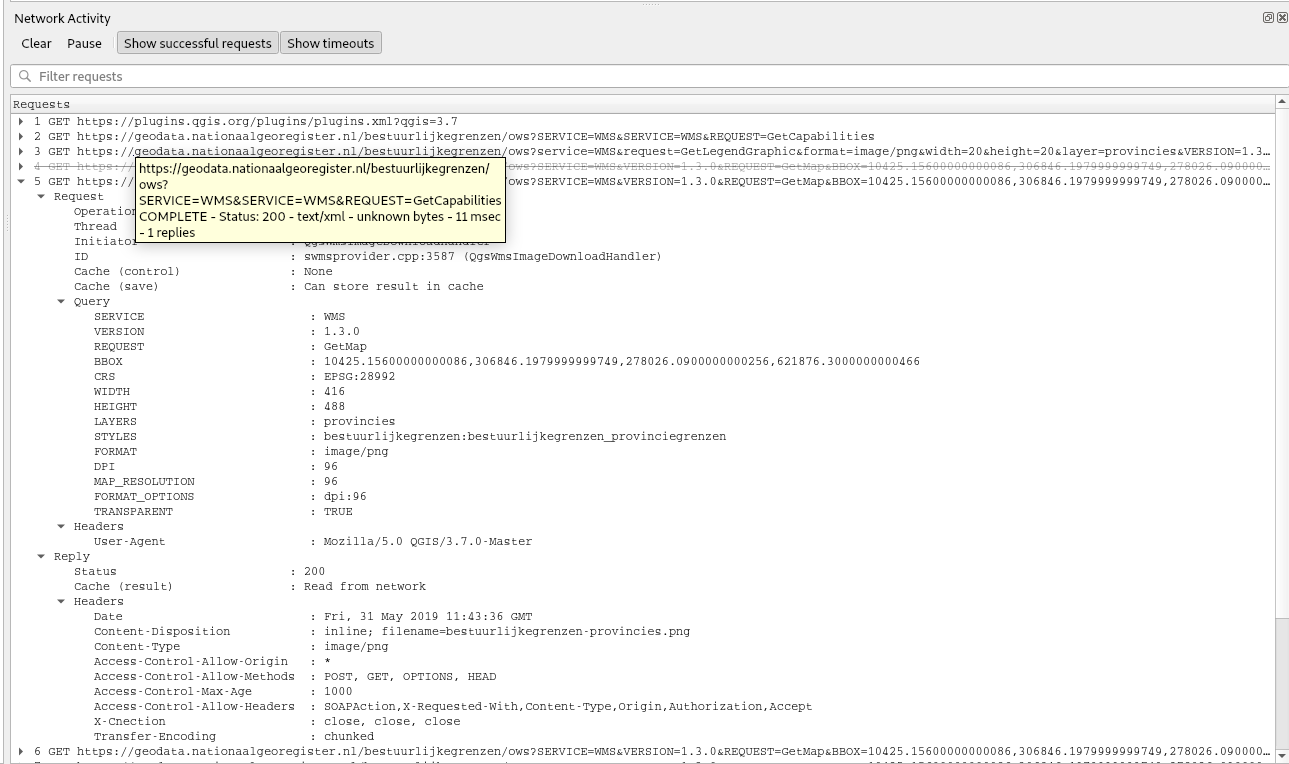 Network Activity
Clear Pause Show successful requests Show timeouts
Filter requests
Requests
1 GET https://plugins.qgis.org/plugins/plugins.xml?qgis=3.7
2 GET https://geodata.nationaalgeoregister.nl/bestuurlijkegrenzen/ows?SERVICE=WMS&SERVICE=WMS&REQUEST=GetCapabilities
3 GET https://geodata.nationaalgeoregister.nl/bestuurlijkegrenzen/ows?service=WMS&request=GetLegendGraphic&format=image/png&width=20&height=20&layer=provincies&VERSION=1.3…
4 GET https:// ows?SERVICE=WMS&VERSION=1.3.0&REQUEST=GetMap&BBOX=10425.15600000000086,306846.1979999999749,278026.090000…
5 GET https:// ows?SERVICE=WMS&VERSION=1.3.0&REQUEST=GetMap&BBOX=10425.15600000000086,306846.1979999999749,278026.090000…
https://geodata.nationaalgeoregister.nl/bestuurlijkegrenzen/
ows?
SERVICE=WMS&SERVICE=WMS&REQUEST=GetCapabilities
COMPLETE - Status: 200 - text/xml - unknown bytes - 11 msec
- 1 replies
Request
Operation
Thread
Initiator : QgsWmsImageDownloadHandler
ID : swmsprovider.cpp:3587 (QgsWmsImageDownloadHandler)
Cache (control) : None
Cache (save) : Can store result in cache
Query
SERVICE : WMS
VERSION : 1.3.0
REQUEST : GetMap
BBOX : 10425.15600000000086,306846.1979999999749,278026.0900000000256,621876.3000000000466
CRS : EPSG:28992
WIDTH : 416
HEIGHT : 488
LAYERS : provincies
STYLES : bestuurlijkegrenzen:bestuurlijkegrenzen_provinciegrenzen
FORMAT : image/png
DPI : 96
MAP_RESOLUTION : 96
FORMAT_OPTIONS : dpi:96
TRANSPARENT : TRUE
Headers
User-Agent : Mozilla/5.0 QGIS/3.7.0-Master
Reply
Status : 200
Cache (result) : Read from network
Headers
Date : Fri, 31 May 2019 11:43:36 GMT
Content-Disposition : inline; filename=bestuurlijkegrenzen-provincies.png
Content-Type : image/png
Access-Control-Allow-Origin : *
Access-Control-Allow-Methods : POST, GET, OPTIONS, HEAD
Access-Control-Max-Age : 1000
Access-Control-Allow-Headers : SOAPAction,X-Requested-With,Content-Type,Origin,Authorization,Accept
X-Cnection : close, close, close
Transfer-Encoding : chunked
6 GET https://geodata.nationaalgeoregister.nl/bestuurlijkegrenzen/ows?SERVICE=WMS&VERSION=1.3.0&REQUEST=GetMap&BBOX=10425.15600000000086,306846.1979999999749,278026.090000…